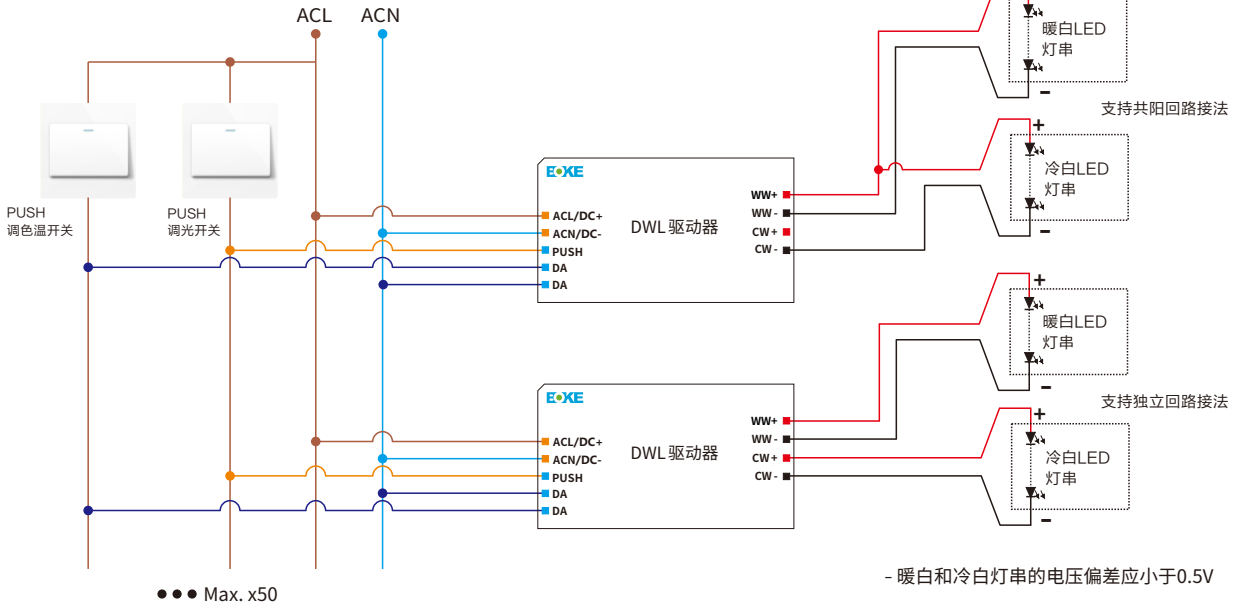 ACL ACN
暖白LED
灯串
-
支持共阳回路接法
+
冷白LED
灯串
-
PUSH
调色温开关
PUSH
调光开关
EOKE
DWL 驱动器
ACL/DC+
ACN/DC-
PUSH
DA
DA
WW+
WW -
CW +
CW -
+
暖白LED
灯串
-
支持独立回路接法
+
冷白LED
灯串
-
EOKE
DWL 驱动器
ACL/DC+
ACN/DC-
PUSH
DA
DA
WW+
WW -
CW +
CW -
- 暖白和冷白灯串的电压偏差应小于0.5V
●●● Max. x50